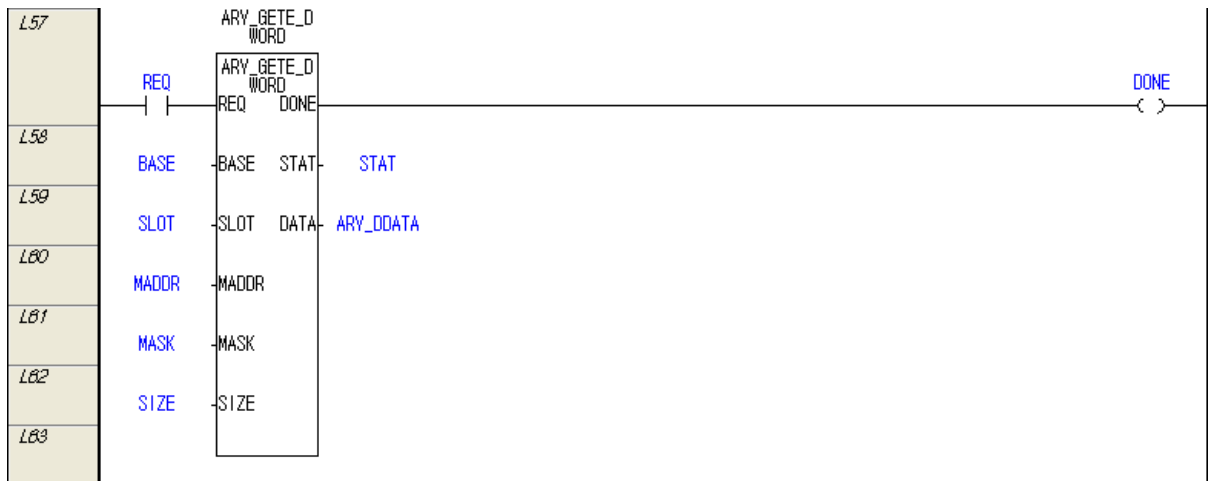 L57
ARY_GETE_D
WORD
ARY_GETE_D
WORD
REQ
DONE
REQ DONE
L58
BASE BASE STAT STAT
L59
SLOT SLOT DATA ARY_DDATA
L60
MADDR MADDR
L61
MASK MASK
L62
SIZE SIZE
L63